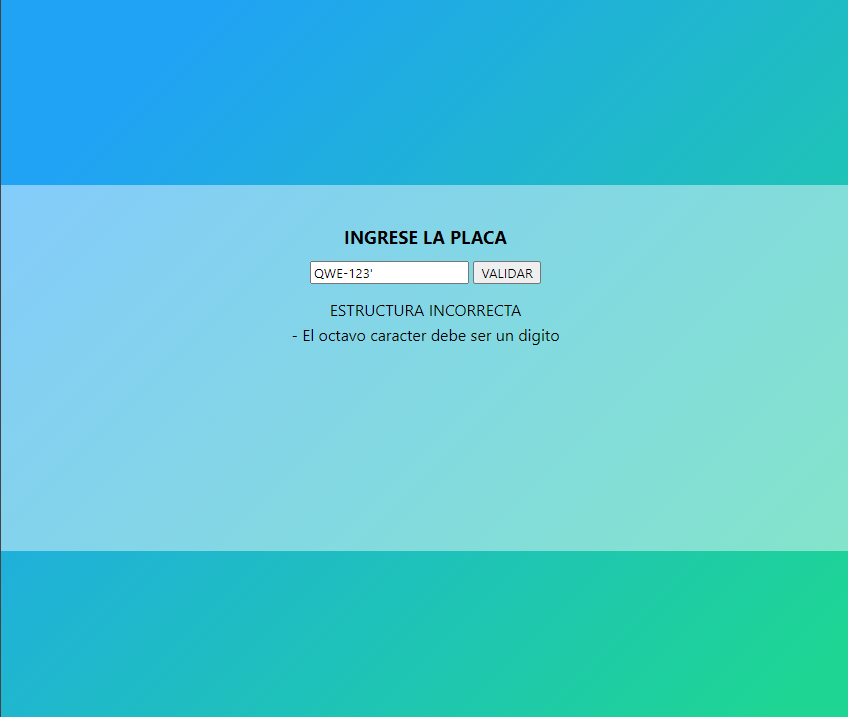 INGRESE LA PLACA
QWE-123' VALIDAR
ESTRUCTURA INCORRECTA
- El octavo caracter debe ser un digito